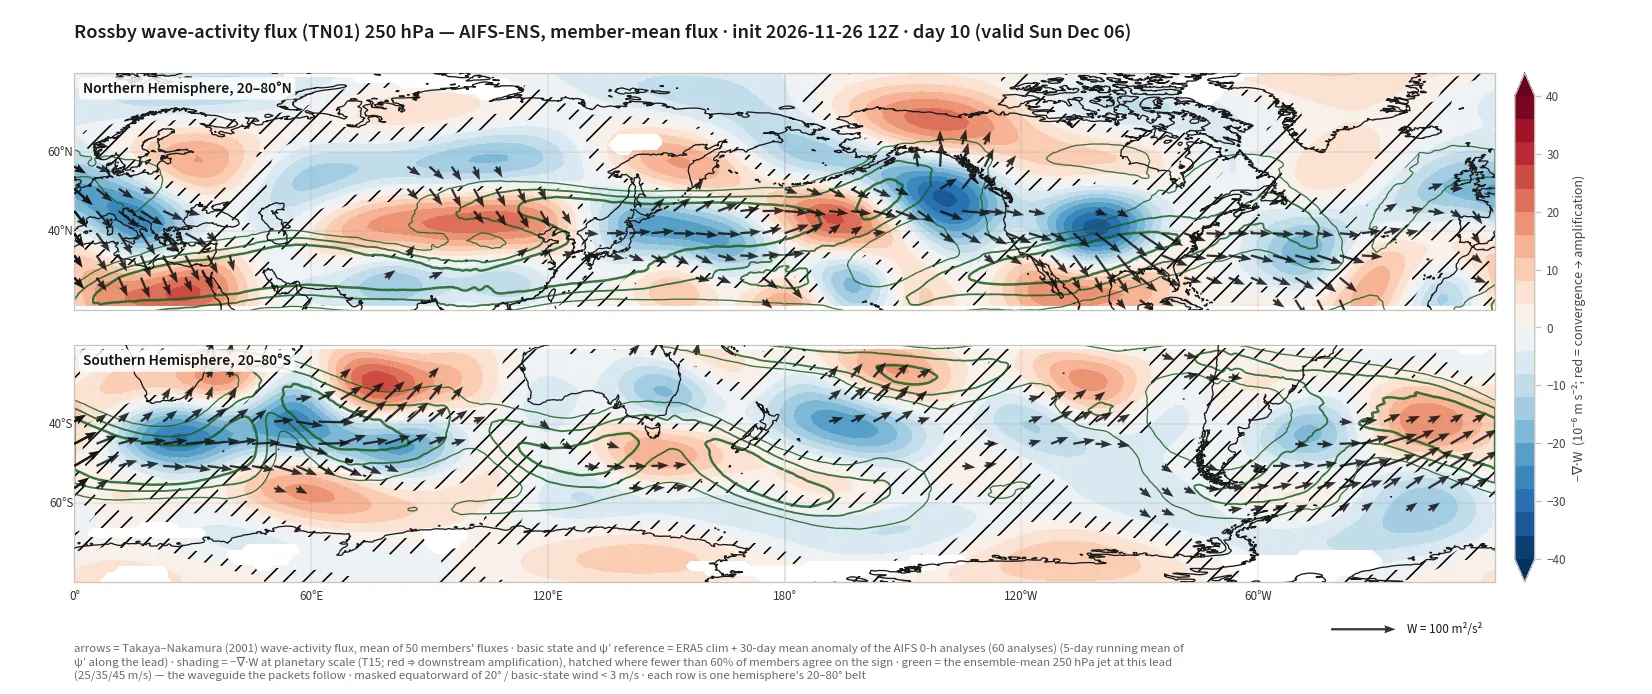 Rossby wave-activity flux (TN01) 250 hPa — AIFS-ENS, member-mean flux · init 2026-11-26 12Z · day 10 (valid Sun Dec 06)
Northern Hemisphere, 20–80°N
60°N
40°N
Southern Hemisphere, 20–80°S
40°S
60°S
0°
60°E
120°E
180°
120°W
60°W
40
30
20
10
0
−10
−20
−30
−40
−∇·W (10⁻⁶ m s⁻²; red = convergence → amplification)
W = 100 m²/s²
arrows = Takaya–Nakamura (2001) wave-activity flux, mean of 50 members' fluxes · basic state and ψ' reference = ERA5 clim + 30-day mean anomaly of the AIFS 0-h analyses (60 analyses) (5-day running mean of
ψ' along the lead) · shading = −∇·W at planetary scale (T15; red ⇒ downstream amplification), hatched where fewer than 60% of members agree on the sign · green = the ensemble-mean 250 hPa jet at this lead
(25/35/45 m/s) — the waveguide the packets follow · masked equatorward of 20° / basic-state wind < 3 m/s · each row is one hemisphere's 20–80° belt